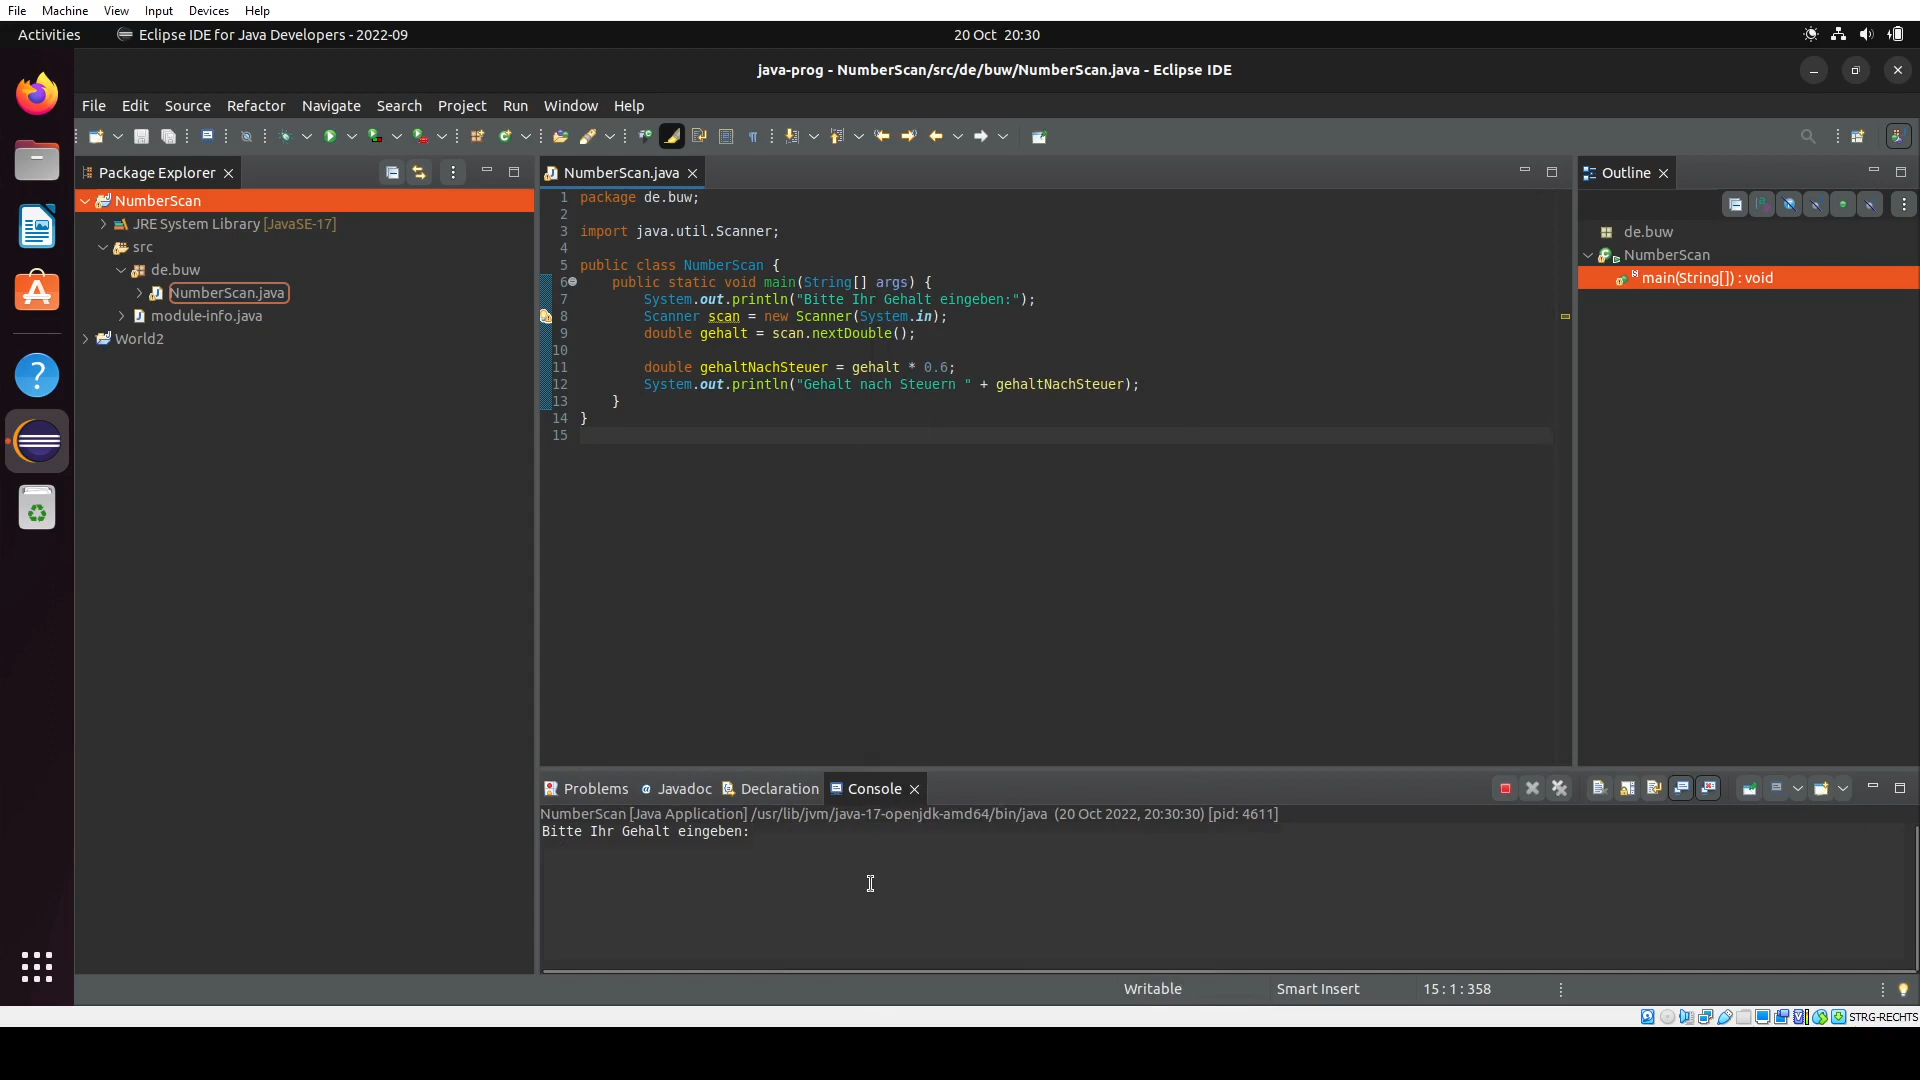 File Machine View Input Devices Help
Activities Eclipse IDE for Java Developers - 2022-09 20 Oct 20:30
java-prog - NumberScan/src/de/buw/NumberScan.java - Eclipse IDE
File Edit Source Refactor Navigate Search Project Run Window Help
Package Explorer
NumberScan
JRE System Library [JavaSE-17]
src
de.buw
NumberScan.java
module-info.java
World2
NumberScan.java
1 package de.buw;
2
3 import java.util.Scanner;
4
5 public class NumberScan {
6 public static void main(String[] args) {
7 System.out.println("Bitte Ihr Gehalt eingeben:");
8 Scanner scan = new Scanner(System.in);
9 double gehalt = scan.nextDouble();
10
11 double gehaltNachSteuer = gehalt * 0.6;
12 System.out.println("Gehalt nach Steuern " + gehaltNachSteuer);
13 }
14 }
15
Outline
de.buw
NumberScan
main(String[]) : void
Problems Javadoc Declaration Console
NumberScan [Java Application] /usr/lib/jvm/java-17-openjdk-amd64/bin/java (20 Oct 2022, 20:30:30) [pid: 4611]
Bitte Ihr Gehalt eingeben:
Writable Smart Insert 15 : 1 : 358
STRG-RECHTS